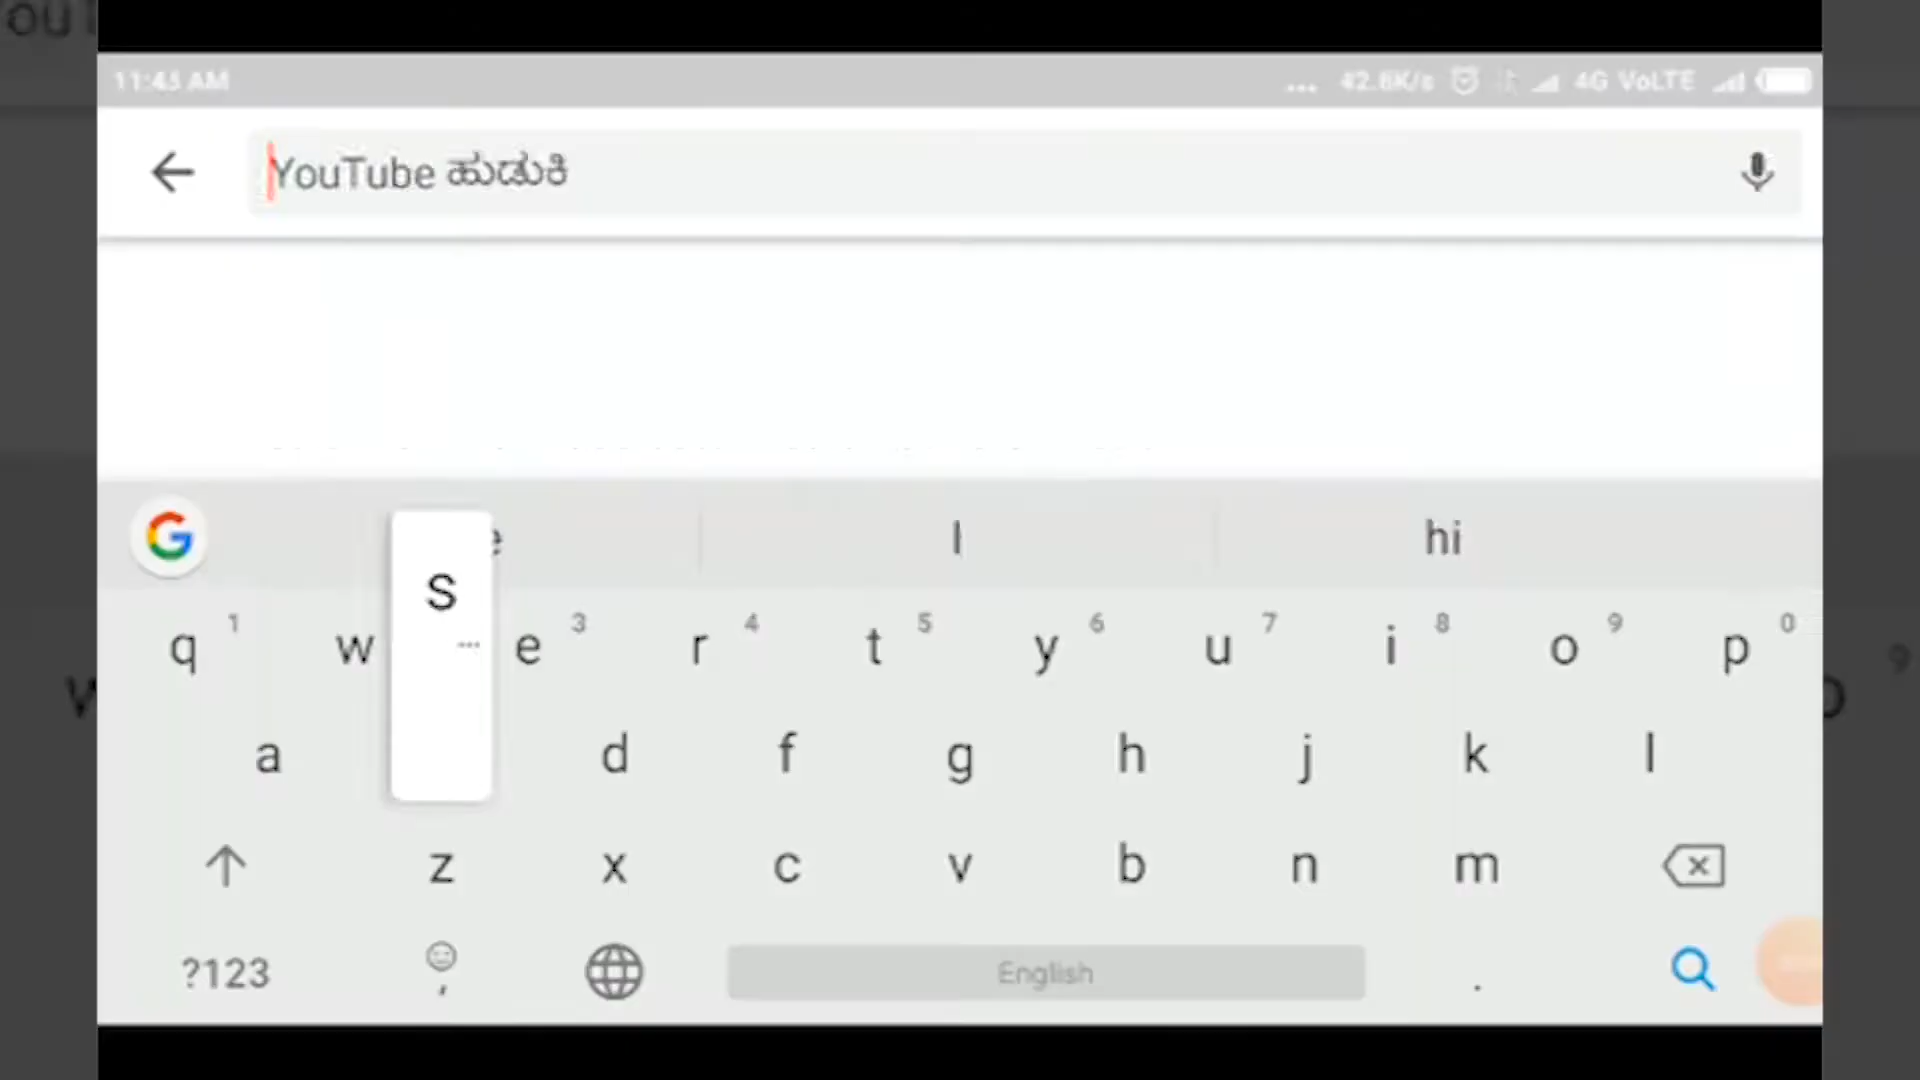 11:43 AM ... 42.8K/s 4G VoLTE
YouTube ಹುಡುಕಿ
I hi
S
q 1 w e 3 r 4 t 5 y 6 u 7 i 8 o 9 p 0
a d f g h j k l
z x c v b n m
?123 , English .